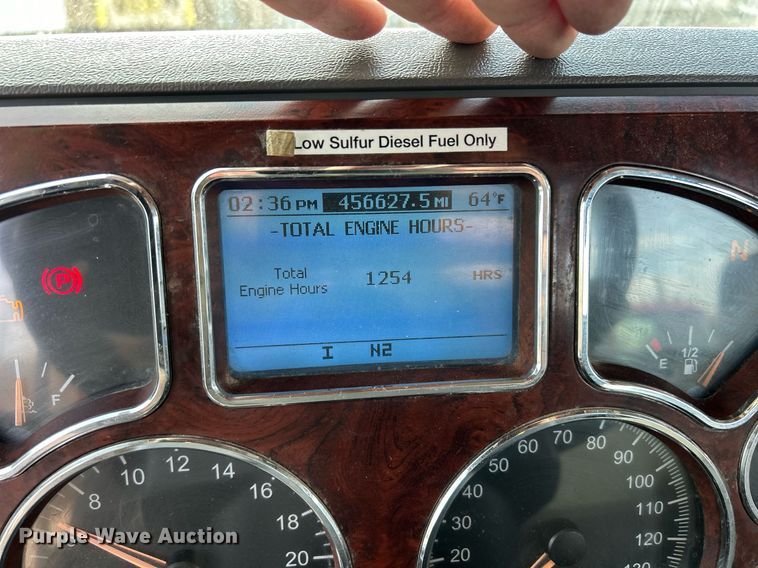 Low Sulfur Diesel Fuel Only
02:36 PM 456627.5 MI 64°F
-TOTAL ENGINE HOURS-
Total
Engine Hours 1254 HRS
I N2
N
P
F
E 1/2
8 10 12 14 16 18 20
20 30 40 50 60 70 80 90 100 110 120 130
Purple Wave Auction